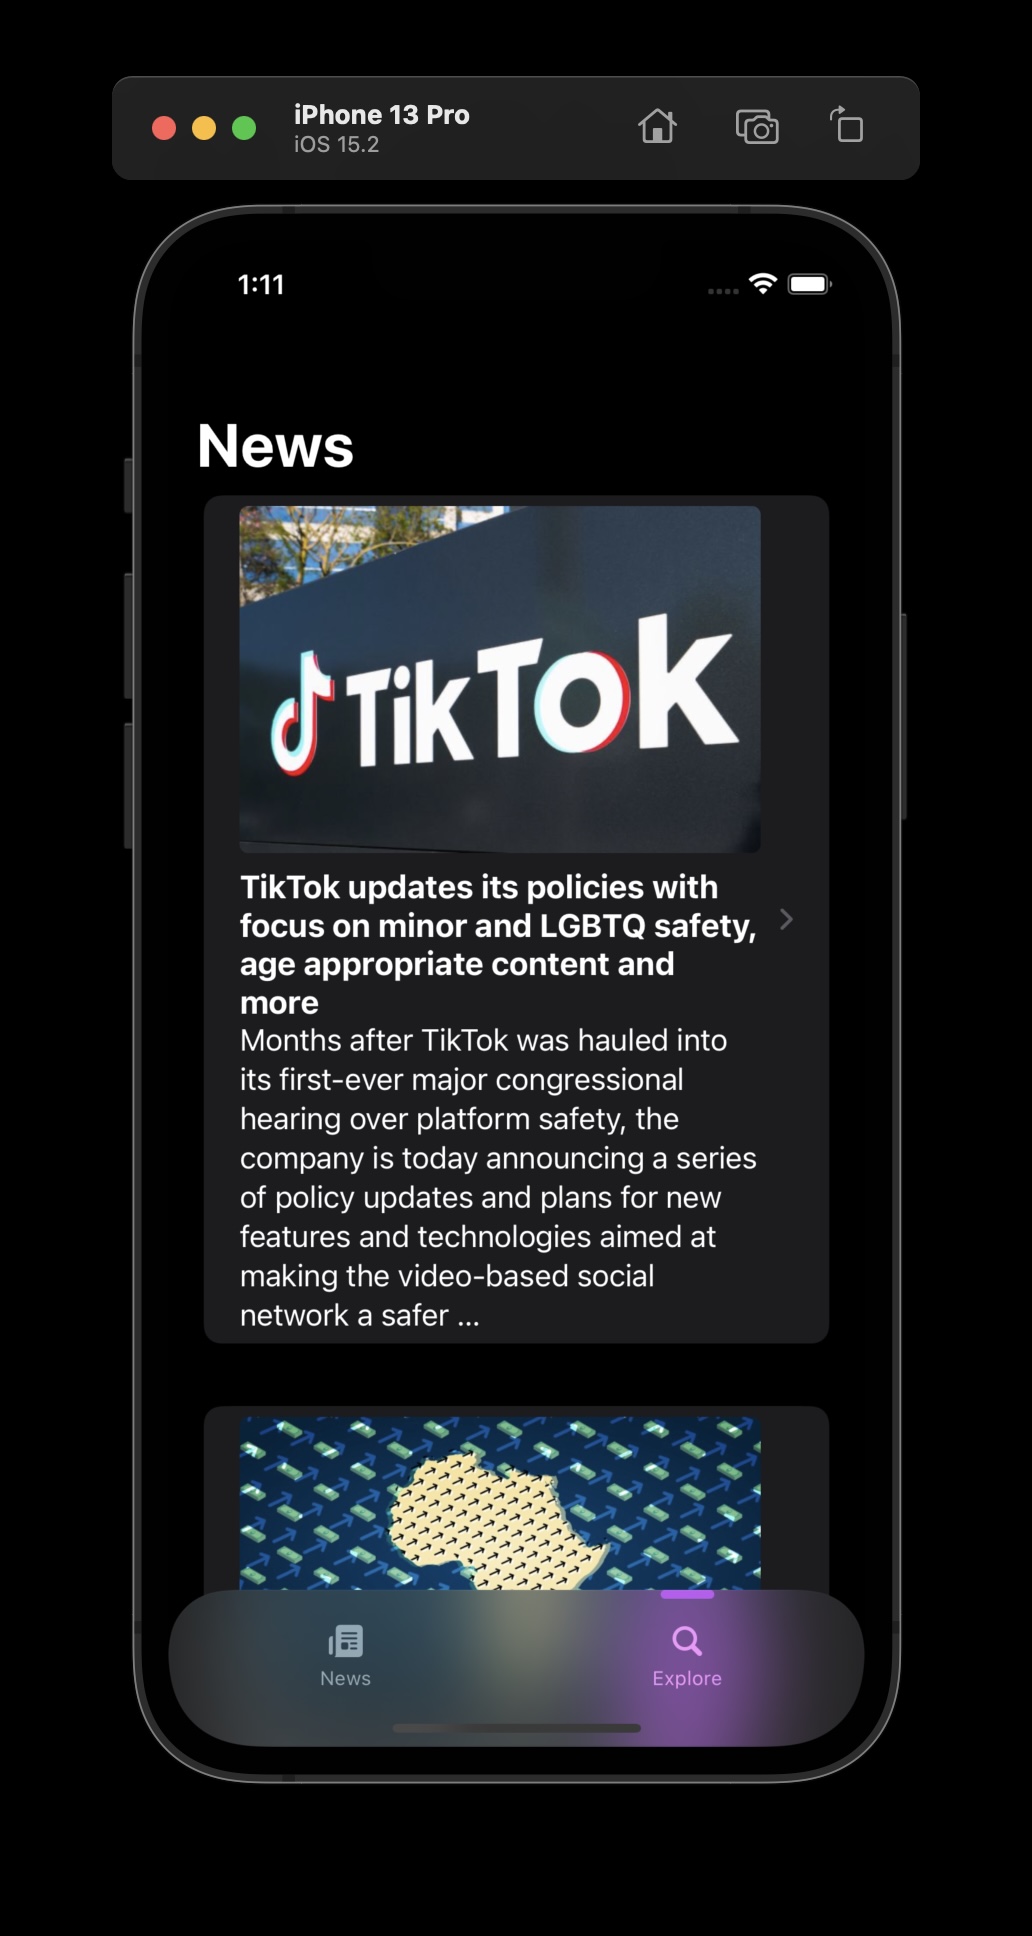 iPhone 13 Pro
iOS 15.2
1:11
News
TikTok
TikTok updates its policies with
focus on minor and LGBTQ safety,
age appropriate content and
more
Months after TikTok was hauled into
its first-ever major congressional
hearing over platform safety, the
company is today announcing a series
of policy updates and plans for new
features and technologies aimed at
making the video-based social
network a safer ...
News
Explore